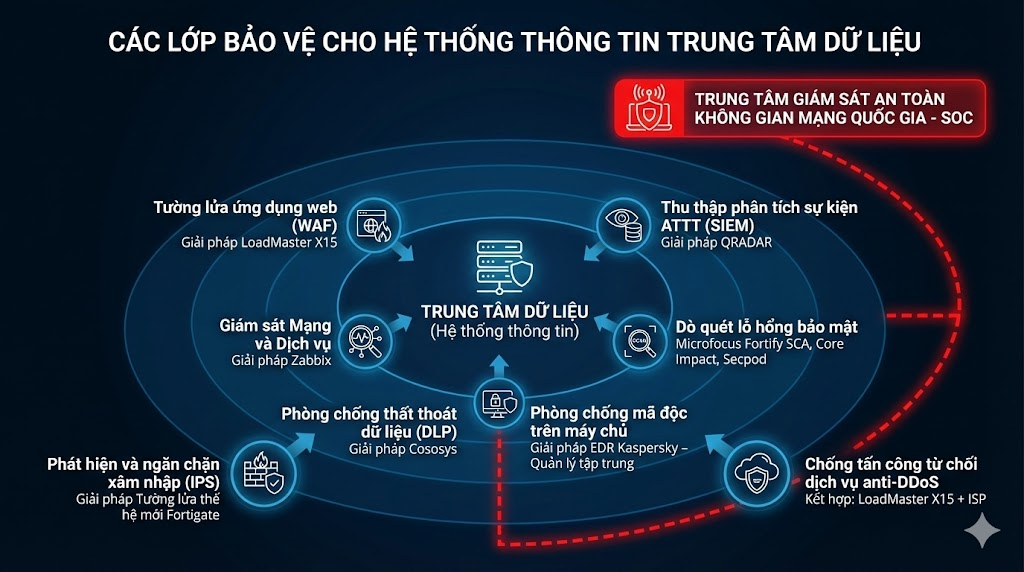 CÁC LỚP BẢO VỆ CHO HỆ THỐNG THÔNG TIN TRUNG TÂM DỮ LIỆU
TRUNG TÂM GIÁM SÁT AN TOÀN
KHÔNG GIAN MẠNG QUỐC GIA - SOC
Tường lửa ứng dụng web
(WAF)
Giải pháp LoadMaster X15
Thu thập phân tích sự kiện
ATTT (SIEM)
Giải pháp QRADAR
TRUNG TÂM DỮ LIỆU
(Hệ thống thông tin)
Giám sát Mạng
và Dịch vụ
Giải pháp Zabbix
Dò quét lỗ hổng bảo mật
Microfocus Fortify SCA, Core
Impact, Secpod
Phòng chống thất thoát
dữ liệu (DLP)
Giải pháp Cososys
Phòng chống mã độc
trên máy chủ
Giải pháp EDR Kaspersky –
Quản lý tập trung
Phát hiện và ngăn chặn
xâm nhập (IPS)
Giải pháp Tường lửa thế
hệ mới Fortigate
Chống tấn công từ chối
dịch vụ anti-DDoS
Kết hợp: LoadMaster X15 + ISP